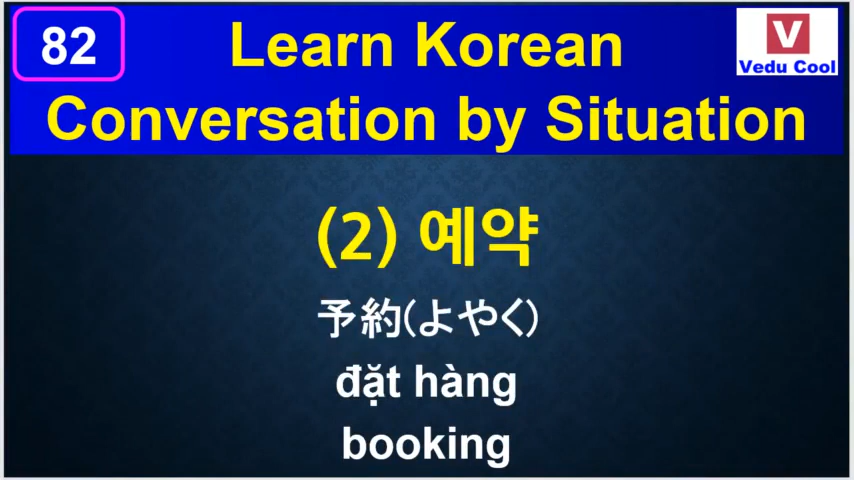 82
Learn Korean
Conversation by Situation
V
Vedu Cool
(2) 예약
予約(よやく)
đặt hàng
booking